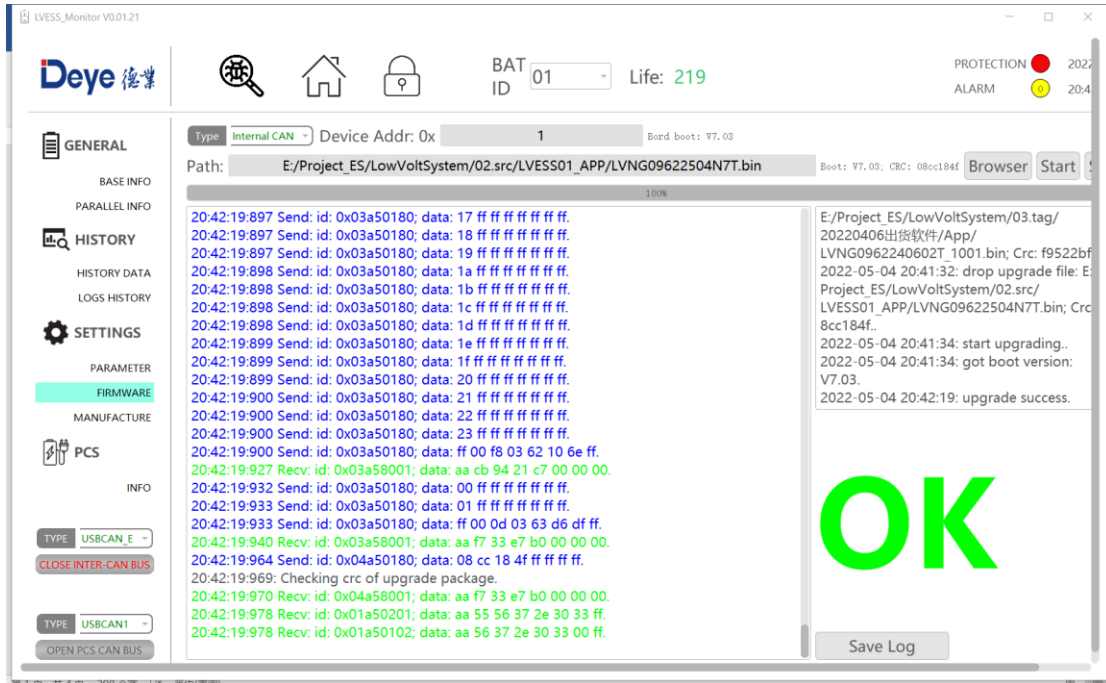 LVESS_Monitor V0.01.21
Deye 德業
BAT ID 01 Life: 219
PROTECTION 2022
ALARM 0 20:4
GENERAL
BASE INFO
PARALLEL INFO
HISTORY
HISTORY DATA
LOGS HISTORY
SETTINGS
PARAMETER
FIRMWARE
MANUFACTURE
PCS
INFO
TYPE USBCAN_E
CLOSE INTER-CAN BUS
TYPE USBCAN1
OPEN PCS CAN BUS
Type Internal CAN Device Addr: 0x 1 Bord boot: V7.03
Path: E:/Project_ES/LowVoltSystem/02.src/LVESS01_APP/LVNG09622504N7T.bin Boot: V7.03; CRC: 08cc184f Browser Start
100%
20:42:19:897 Send: id: 0x03a50180; data: 17 ff ff ff ff ff ff ff.
20:42:19:897 Send: id: 0x03a50180; data: 18 ff ff ff ff ff ff ff.
20:42:19:897 Send: id: 0x03a50180; data: 19 ff ff ff ff ff ff ff.
20:42:19:898 Send: id: 0x03a50180; data: 1a ff ff ff ff ff ff ff.
20:42:19:898 Send: id: 0x03a50180; data: 1b ff ff ff ff ff ff ff.
20:42:19:898 Send: id: 0x03a50180; data: 1c ff ff ff ff ff ff ff.
20:42:19:898 Send: id: 0x03a50180; data: 1d ff ff ff ff ff ff ff.
20:42:19:899 Send: id: 0x03a50180; data: 1e ff ff ff ff ff ff ff.
20:42:19:899 Send: id: 0x03a50180; data: 1f ff ff ff ff ff ff ff.
20:42:19:899 Send: id: 0x03a50180; data: 20 ff ff ff ff ff ff ff.
20:42:19:900 Send: id: 0x03a50180; data: 21 ff ff ff ff ff ff ff.
20:42:19:900 Send: id: 0x03a50180; data: 22 ff ff ff ff ff ff ff.
20:42:19:900 Send: id: 0x03a50180; data: 23 ff ff ff ff ff ff ff.
20:42:19:900 Send: id: 0x03a50180; data: ff 00 f8 03 62 10 6e ff.
20:42:19:927 Recv: id: 0x03a58001; data: aa cb 94 21 c7 00 00 00.
20:42:19:932 Send: id: 0x03a50180; data: 00 ff ff ff ff ff ff ff.
20:42:19:933 Send: id: 0x03a50180; data: 01 ff ff ff ff ff ff ff.
20:42:19:933 Send: id: 0x03a50180; data: ff 00 0d 03 63 d6 df ff.
20:42:19:940 Recv: id: 0x03a58001; data: aa f7 33 e7 b0 00 00 00.
20:42:19:964 Send: id: 0x04a50180; data: 08 cc 18 4f ff ff ff ff.
20:42:19:969: Checking crc of upgrade package.
20:42:19:970 Recv: id: 0x04a58001; data: aa f7 33 e7 b0 00 00 00.
20:42:19:978 Recv: id: 0x01a50201; data: aa 55 56 37 2e 30 33 ff.
20:42:19:978 Recv: id: 0x01a50102; data: aa 56 37 2e 30 33 00 ff.
E:/Project_ES/LowVoltSystem/03.tag/
20220406出货软件/App/
LVNG0962240602T_1001.bin; Crc: f9522bf
2022-05-04 20:41:32: drop upgrade file: E:
Project_ES/LowVoltSystem/02.src/
LVESS01_APP/LVNG09622504N7T.bin; Crc
8cc184f..
2022-05-04 20:41:34: start upgrading..
2022-05-04 20:41:34: got boot version:
V7.03.
2022-05-04 20:42:19: upgrade success.
OK
Save Log